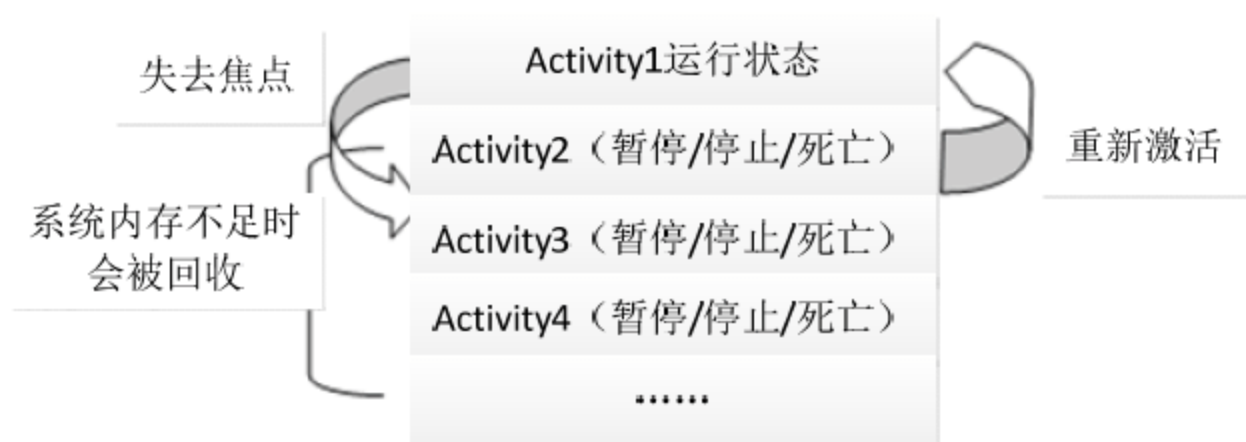 失去焦点
Activity1运行状态
Activity2（暂停/停止/死亡）
重新激活
系统内存不足时
会被回收
Activity3（暂停/停止/死亡）
Activity4（暂停/停止/死亡）
······